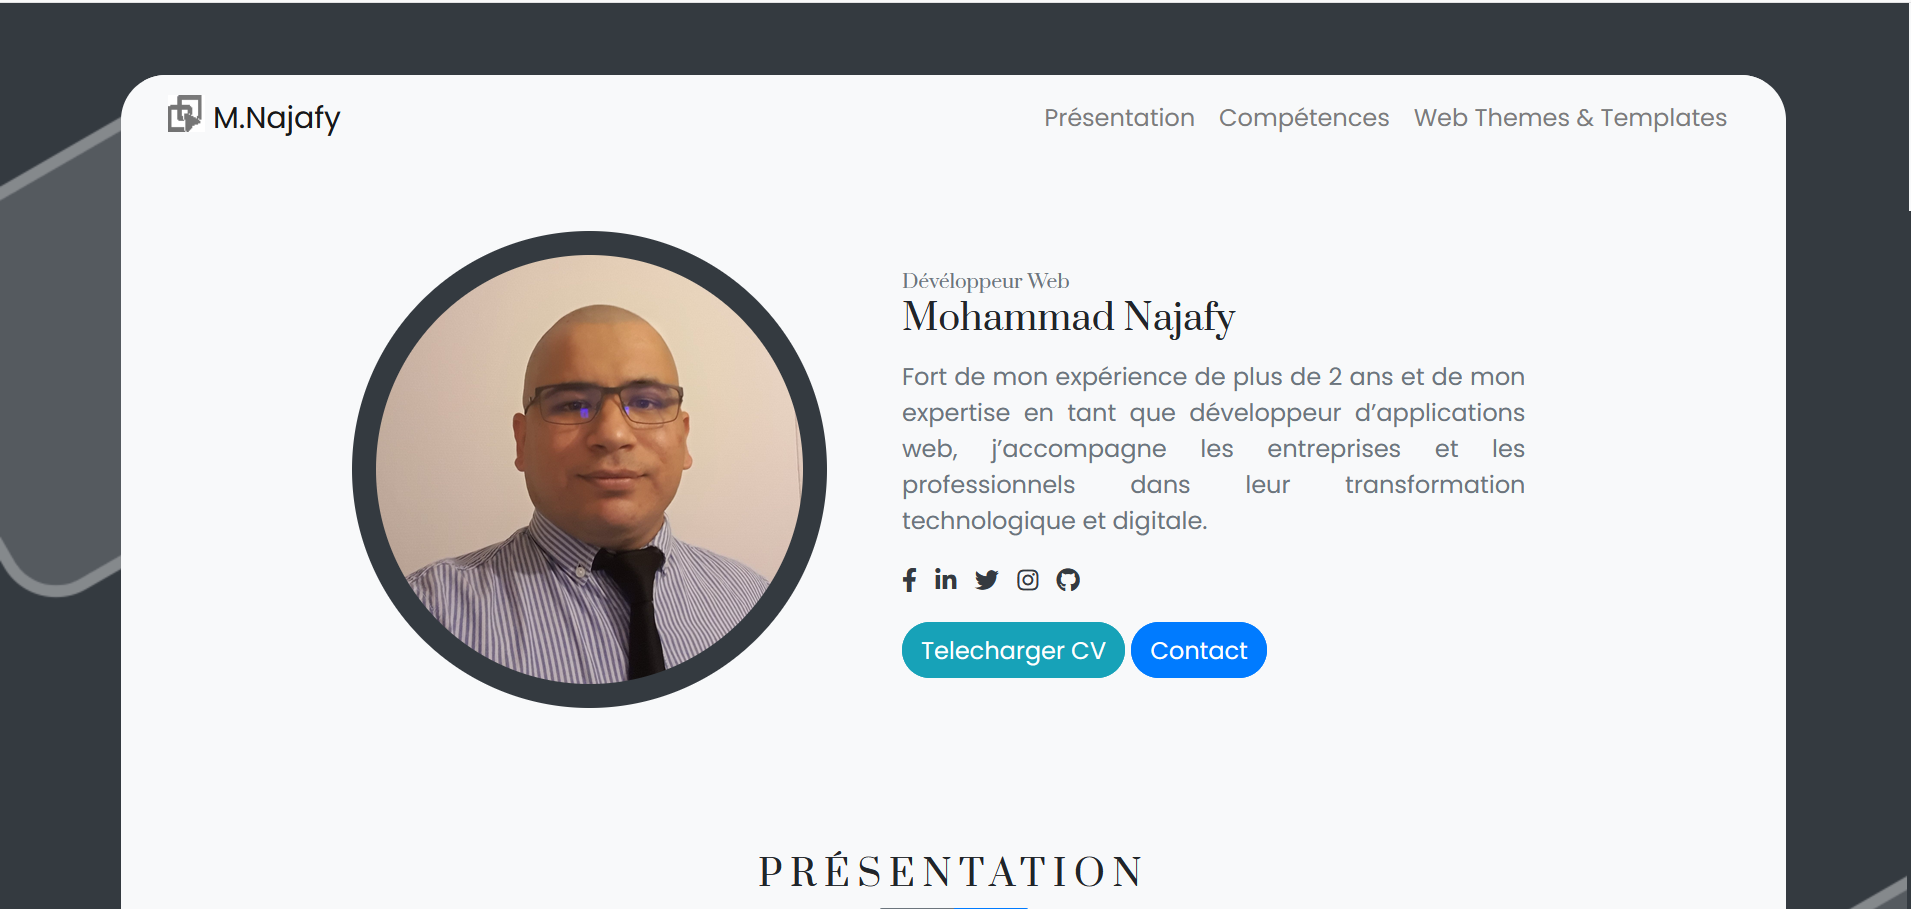 M.Najafy
Présentation Compétences Web Themes & Templates
Dévéloppeur Web
Mohammad Najafy
Fort de mon expérience de plus de 2 ans et de mon
expertise en tant que développeur d’applications
web, j’accompagne les entreprises et les
professionnels dans leur transformation
technologique et digitale.
Telecharger CV Contact
PRÉSENTATION